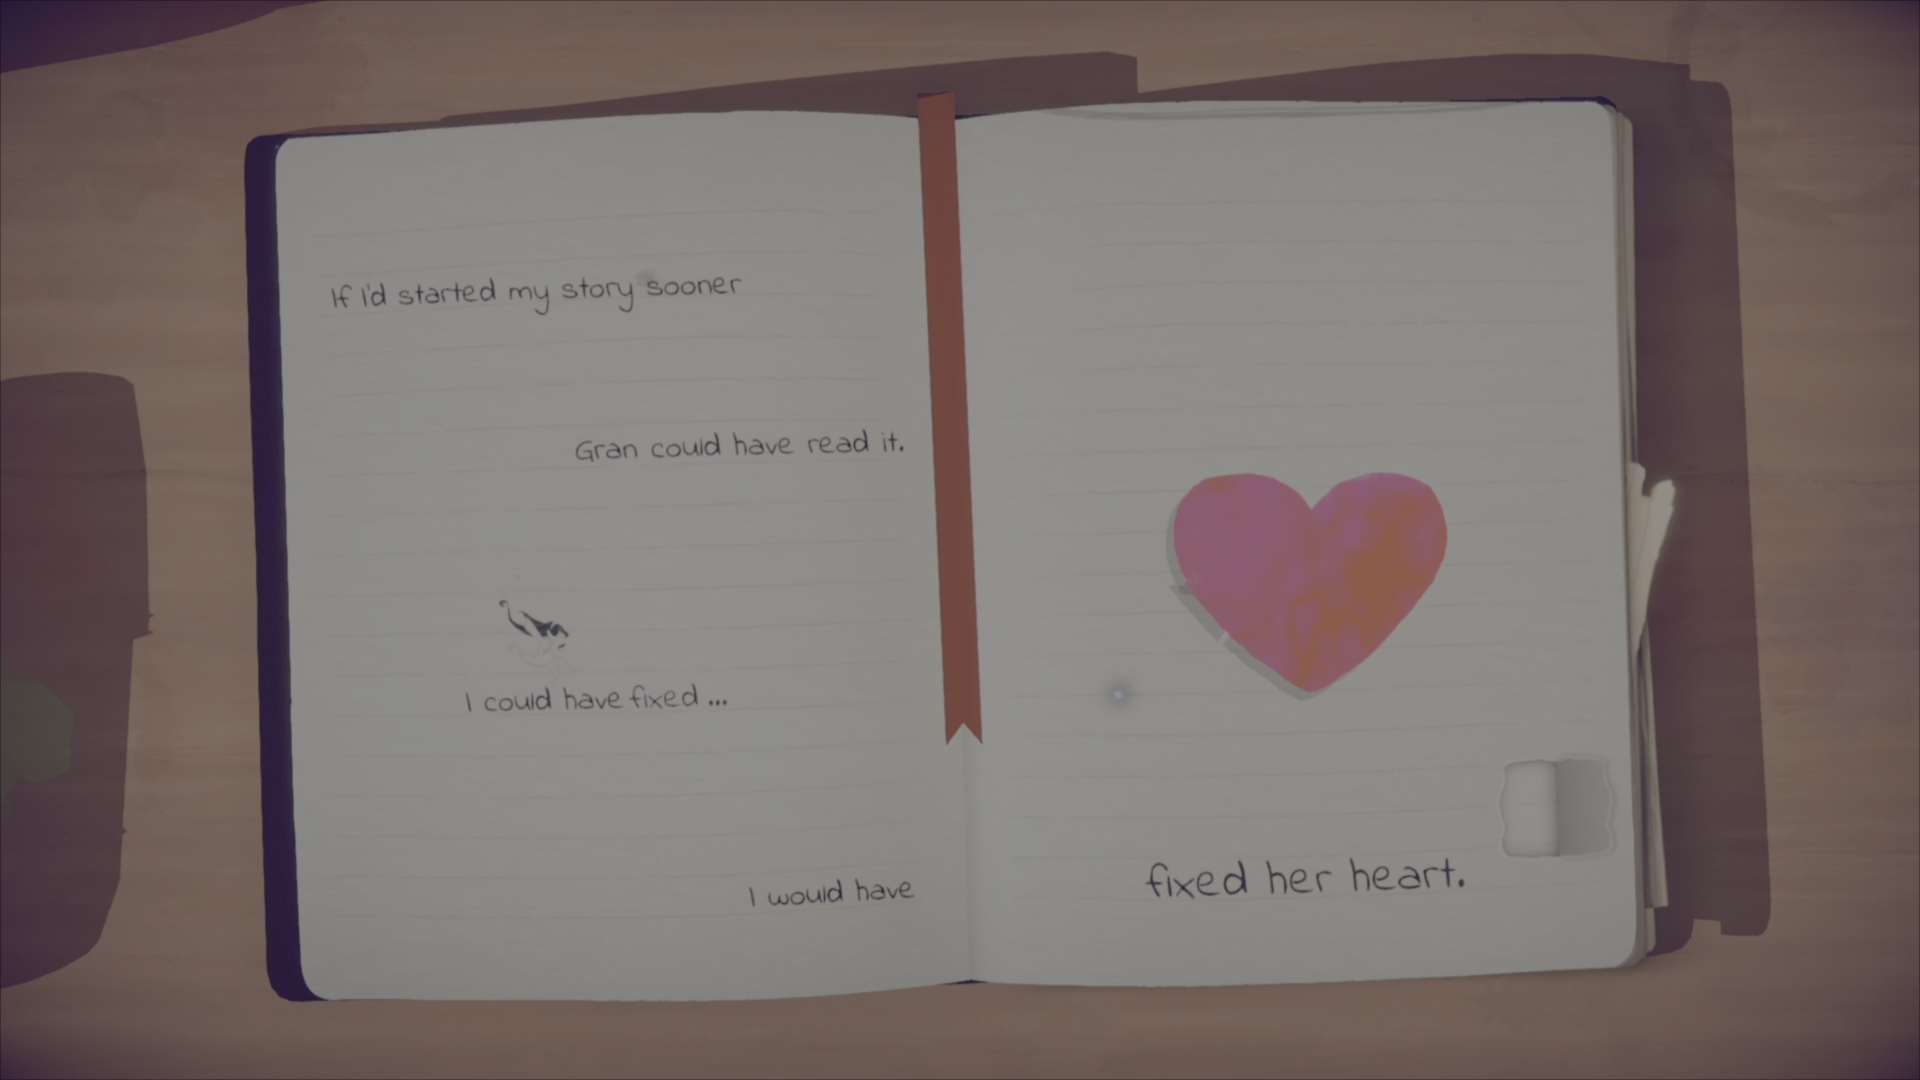 If I'd started my story sooner
Gran could have read it.
I could have fixed ...
I would have
fixed her heart.